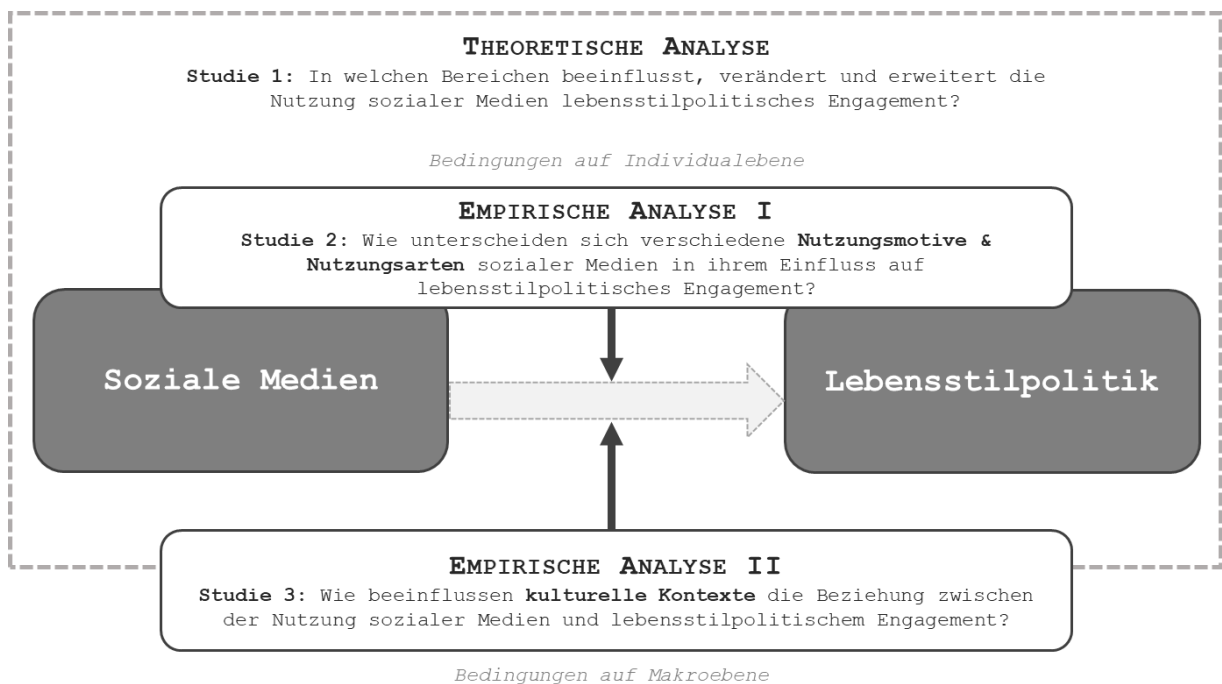 THEORETISCHE ANALYSE
Studie 1: In welchen Bereichen beeinflusst, verändert und erweitert die
Nutzung sozialer Medien lebensstilpolitisches Engagement?
Bedingungen auf Individualebene
EMPIRISCHE ANALYSE I
Studie 2: Wie unterscheiden sich verschiedene Nutzungsmotive &
Nutzungsarten sozialer Medien in ihrem Einfluss auf
lebensstilpolitisches Engagement?
Soziale Medien
Lebensstilpolitik
EMPIRISCHE ANALYSE II
Studie 3: Wie beeinflussen kulturelle Kontexte die Beziehung zwischen
der Nutzung sozialer Medien und lebensstilpolitischem Engagement?
Bedingungen auf Makroebene